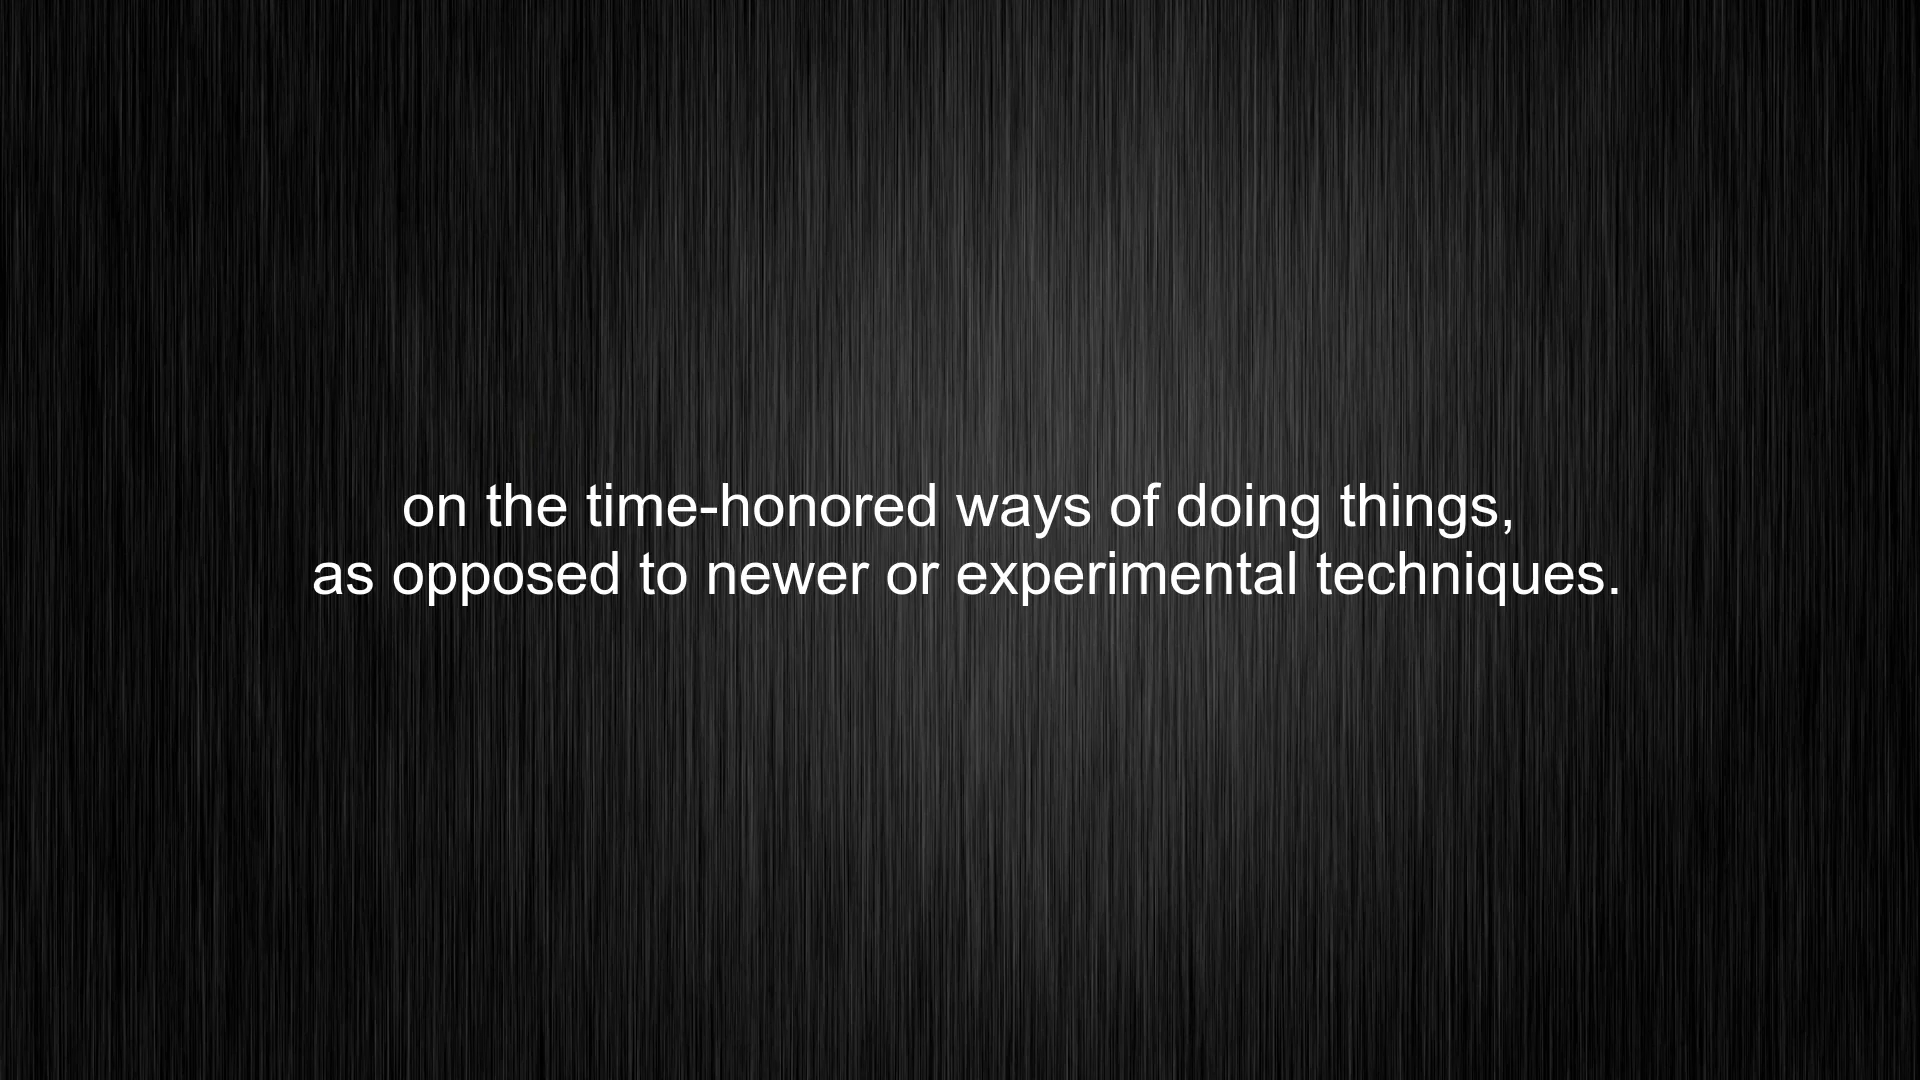 on the time-honored ways of doing things,
as opposed to newer or experimental techniques.